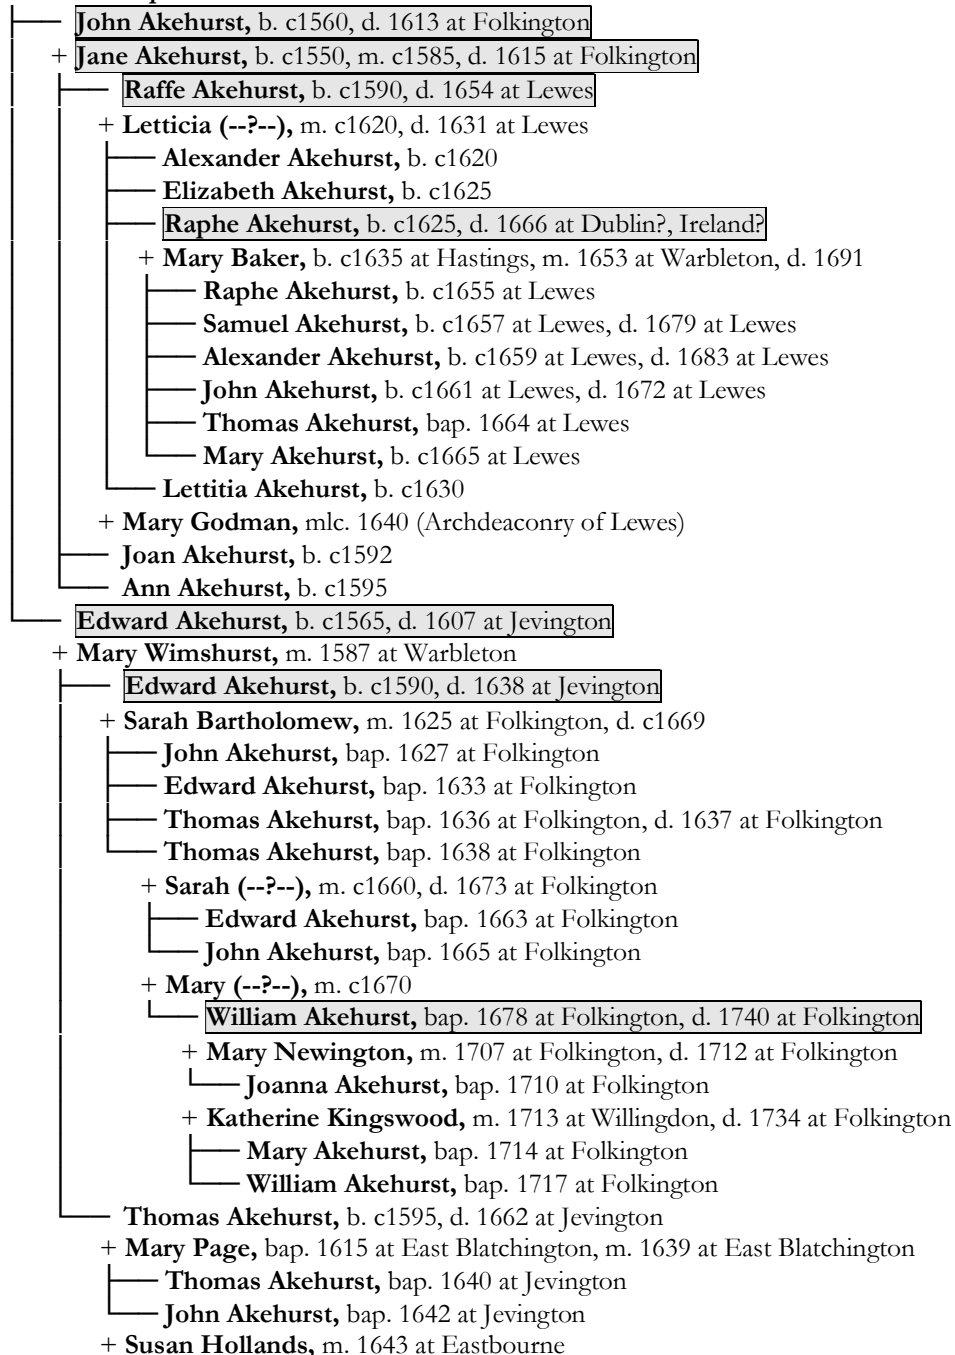 John Akehurst, b. c1560, d. 1613 at Folkington
+ Jane Akehurst, b. c1550, m. c1585, d. 1615 at Folkington
Raffe Akehurst, b. c1590, d. 1654 at Lewes
+ Letticia (--?--), m. c1620, d. 1631 at Lewes
Alexander Akehurst, b. c1620
Elizabeth Akehurst, b. c1625
Raphe Akehurst, b. c1625, d. 1666 at Dublin?, Ireland?
+ Mary Baker, b. c1635 at Hastings, m. 1653 at Warbleton, d. 1691
Raphe Akehurst, b. c1655 at Lewes
Samuel Akehurst, b. c1657 at Lewes, d. 1679 at Lewes
Alexander Akehurst, b. c1659 at Lewes, d. 1683 at Lewes
John Akehurst, b. c1661 at Lewes, d. 1672 at Lewes
Thomas Akehurst, bap. 1664 at Lewes
Mary Akehurst, b. c1665 at Lewes
Lettitia Akehurst, b. c1630
+ Mary Godman, mlc. 1640 (Archdeaconry of Lewes)
Joan Akehurst, b. c1592
Ann Akehurst, b. c1595
Edward Akehurst, b. c1565, d. 1607 at Jevington
+ Mary Wimshurst, m. 1587 at Warbleton
Edward Akehurst, b. c1590, d. 1638 at Jevington
+ Sarah Bartholomew, m. 1625 at Folkington, d. c1669
John Akehurst, bap. 1627 at Folkington
Edward Akehurst, bap. 1633 at Folkington
Thomas Akehurst, bap. 1636 at Folkington, d. 1637 at Folkington
Thomas Akehurst, bap. 1638 at Folkington
+ Sarah (--?--), m. c1660, d. 1673 at Folkington
Edward Akehurst, bap. 1663 at Folkington
John Akehurst, bap. 1665 at Folkington
+ Mary (--?--), m. c1670
William Akehurst, bap. 1678 at Folkington, d. 1740 at Folkington
+ Mary Newington, m. 1707 at Folkington, d. 1712 at Folkington
Joanna Akehurst, bap. 1710 at Folkington
+ Katherine Kingswood, m. 1713 at Willingdon, d. 1734 at Folkington
Mary Akehurst, bap. 1714 at Folkington
William Akehurst, bap. 1717 at Folkington
Thomas Akehurst, b. c1595, d. 1662 at Jevington
+ Mary Page, bap. 1615 at East Blatchington, m. 1639 at East Blatchington
Thomas Akehurst, bap. 1640 at Jevington
John Akehurst, bap. 1642 at Jevington
+ Susan Hollands, m. 1643 at Eastbourne